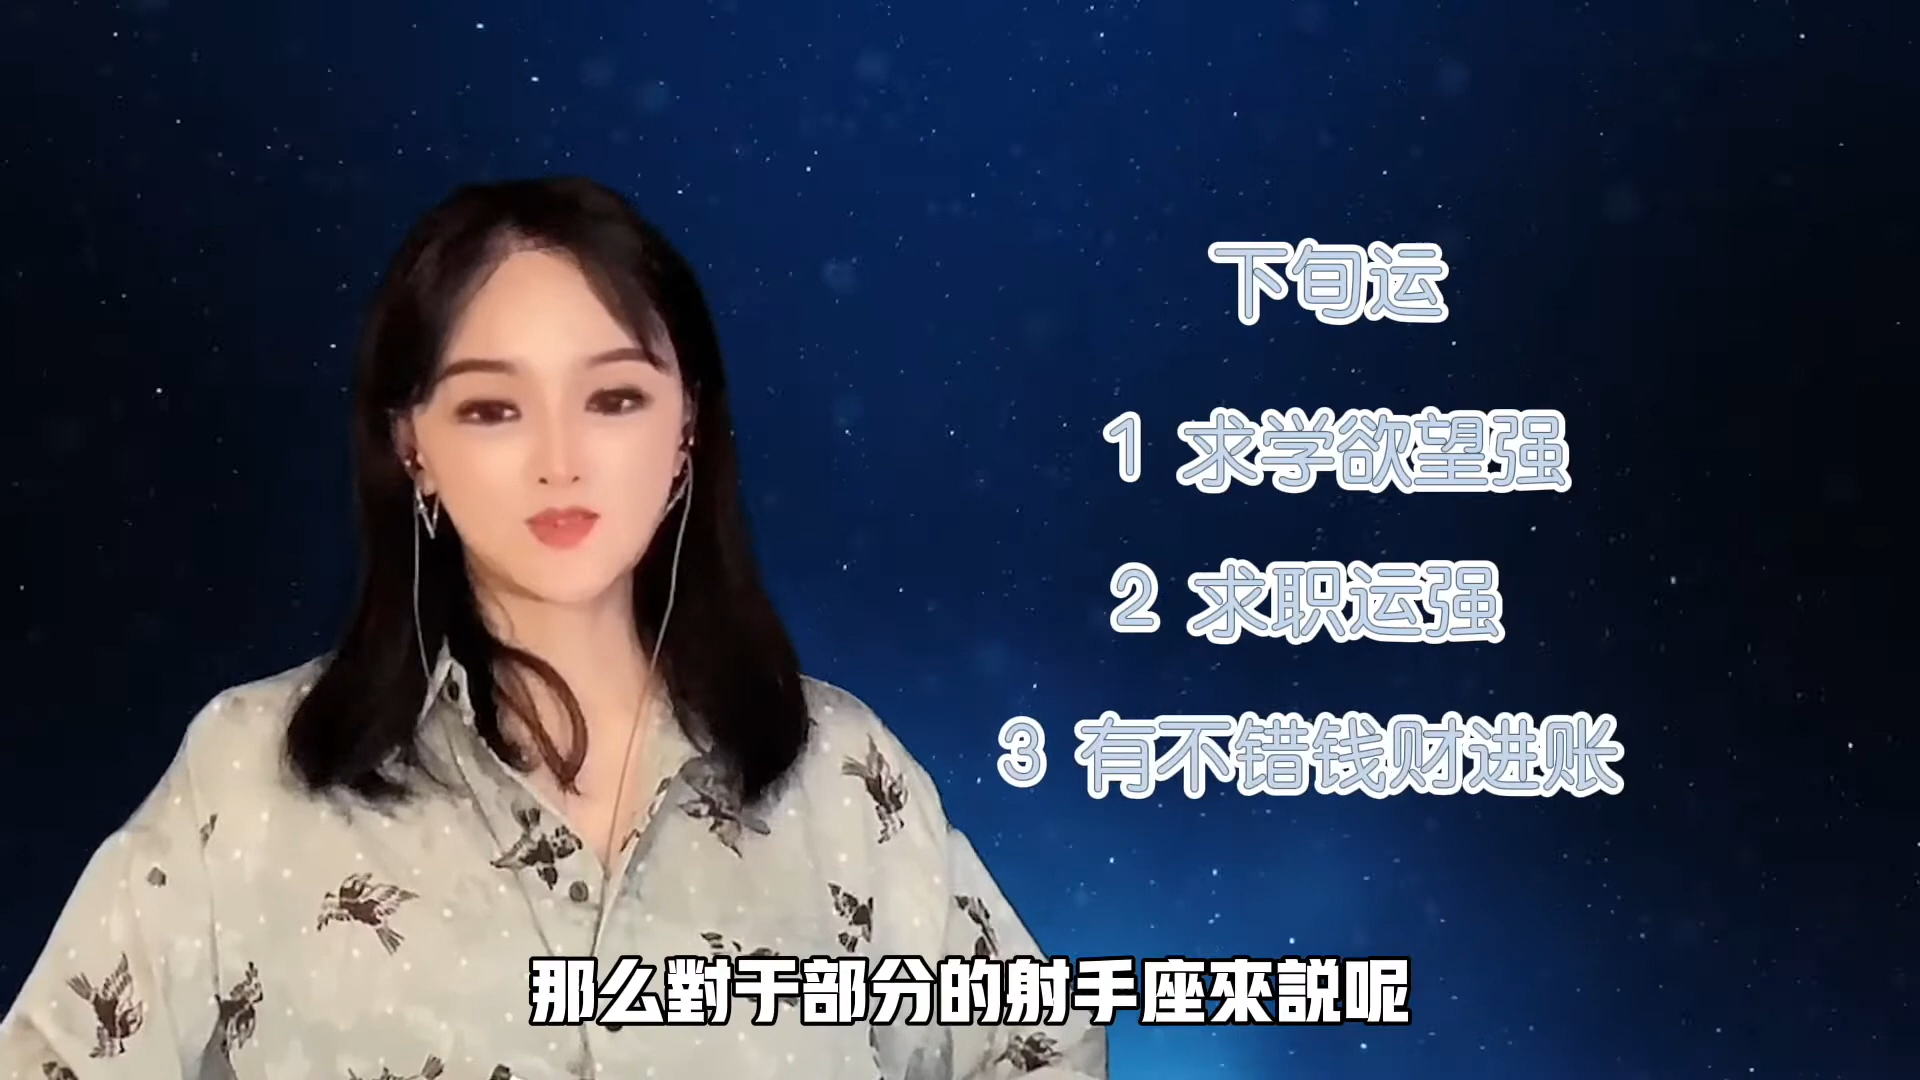 下旬运
1 求学欲望强
2 求职运强
3 有不错钱财进账
那么對于部分的射手座來説呢